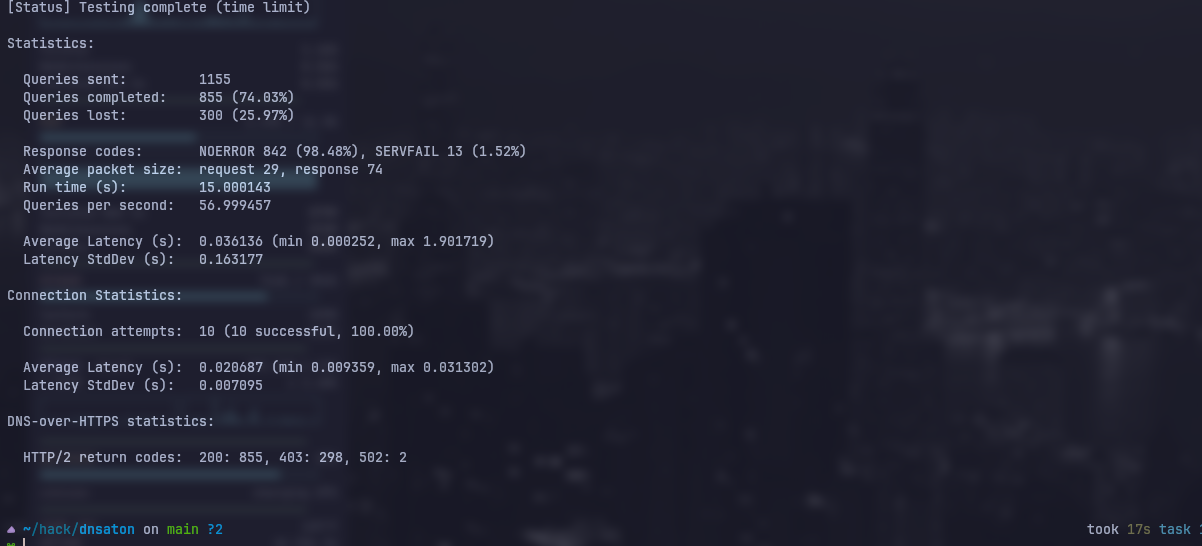 [Status] Testing complete (time limit)
Statistics:
Queries sent: 1155
Queries completed: 855 (74.03%)
Queries lost: 300 (25.97%)
Response codes: NOERROR 842 (98.48%), SERVFAIL 13 (1.52%)
Average packet size: request 29, response 74
Run time (s): 15.000143
Queries per second: 56.999457
Average Latency (s): 0.036136 (min 0.000252, max 1.901719)
Latency StdDev (s): 0.163177
Connection Statistics:
Connection attempts: 10 (10 successful, 100.00%)
Average Latency (s): 0.020687 (min 0.009359, max 0.031302)
Latency StdDev (s): 0.007095
DNS-over-HTTPS statistics:
HTTP/2 return codes: 200: 855, 403: 298, 502: 2
~/hack/dnsaton on main ?2 took 17s task